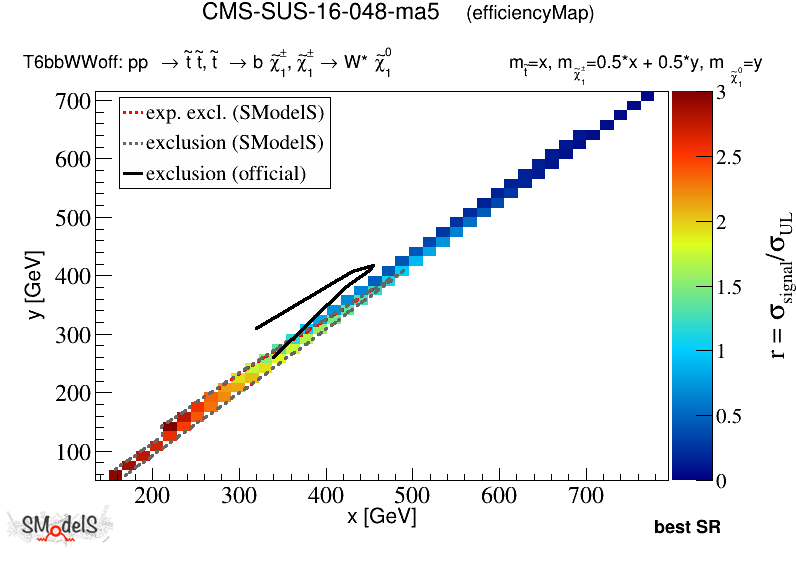 CMS-SUS-16-048-ma5 (efficiencyMap)
T6bbWWoff: pp → t̃ t̃, t̃ → b χ̃₁±, χ̃₁± → W* χ̃₁⁰ m_t̃=x, m_χ̃₁±=0.5*x + 0.5*y, m_χ̃₁⁰=y
exp. excl. (SModelS)
exclusion (SModelS)
exclusion (official)
700
600
500
400
300
200
100
y [GeV]
200 300 400 500 600 700
x [GeV]
3
2.5
2
1.5
1
0.5
0
r = σ_signal/σ_UL
SModelS
best SR